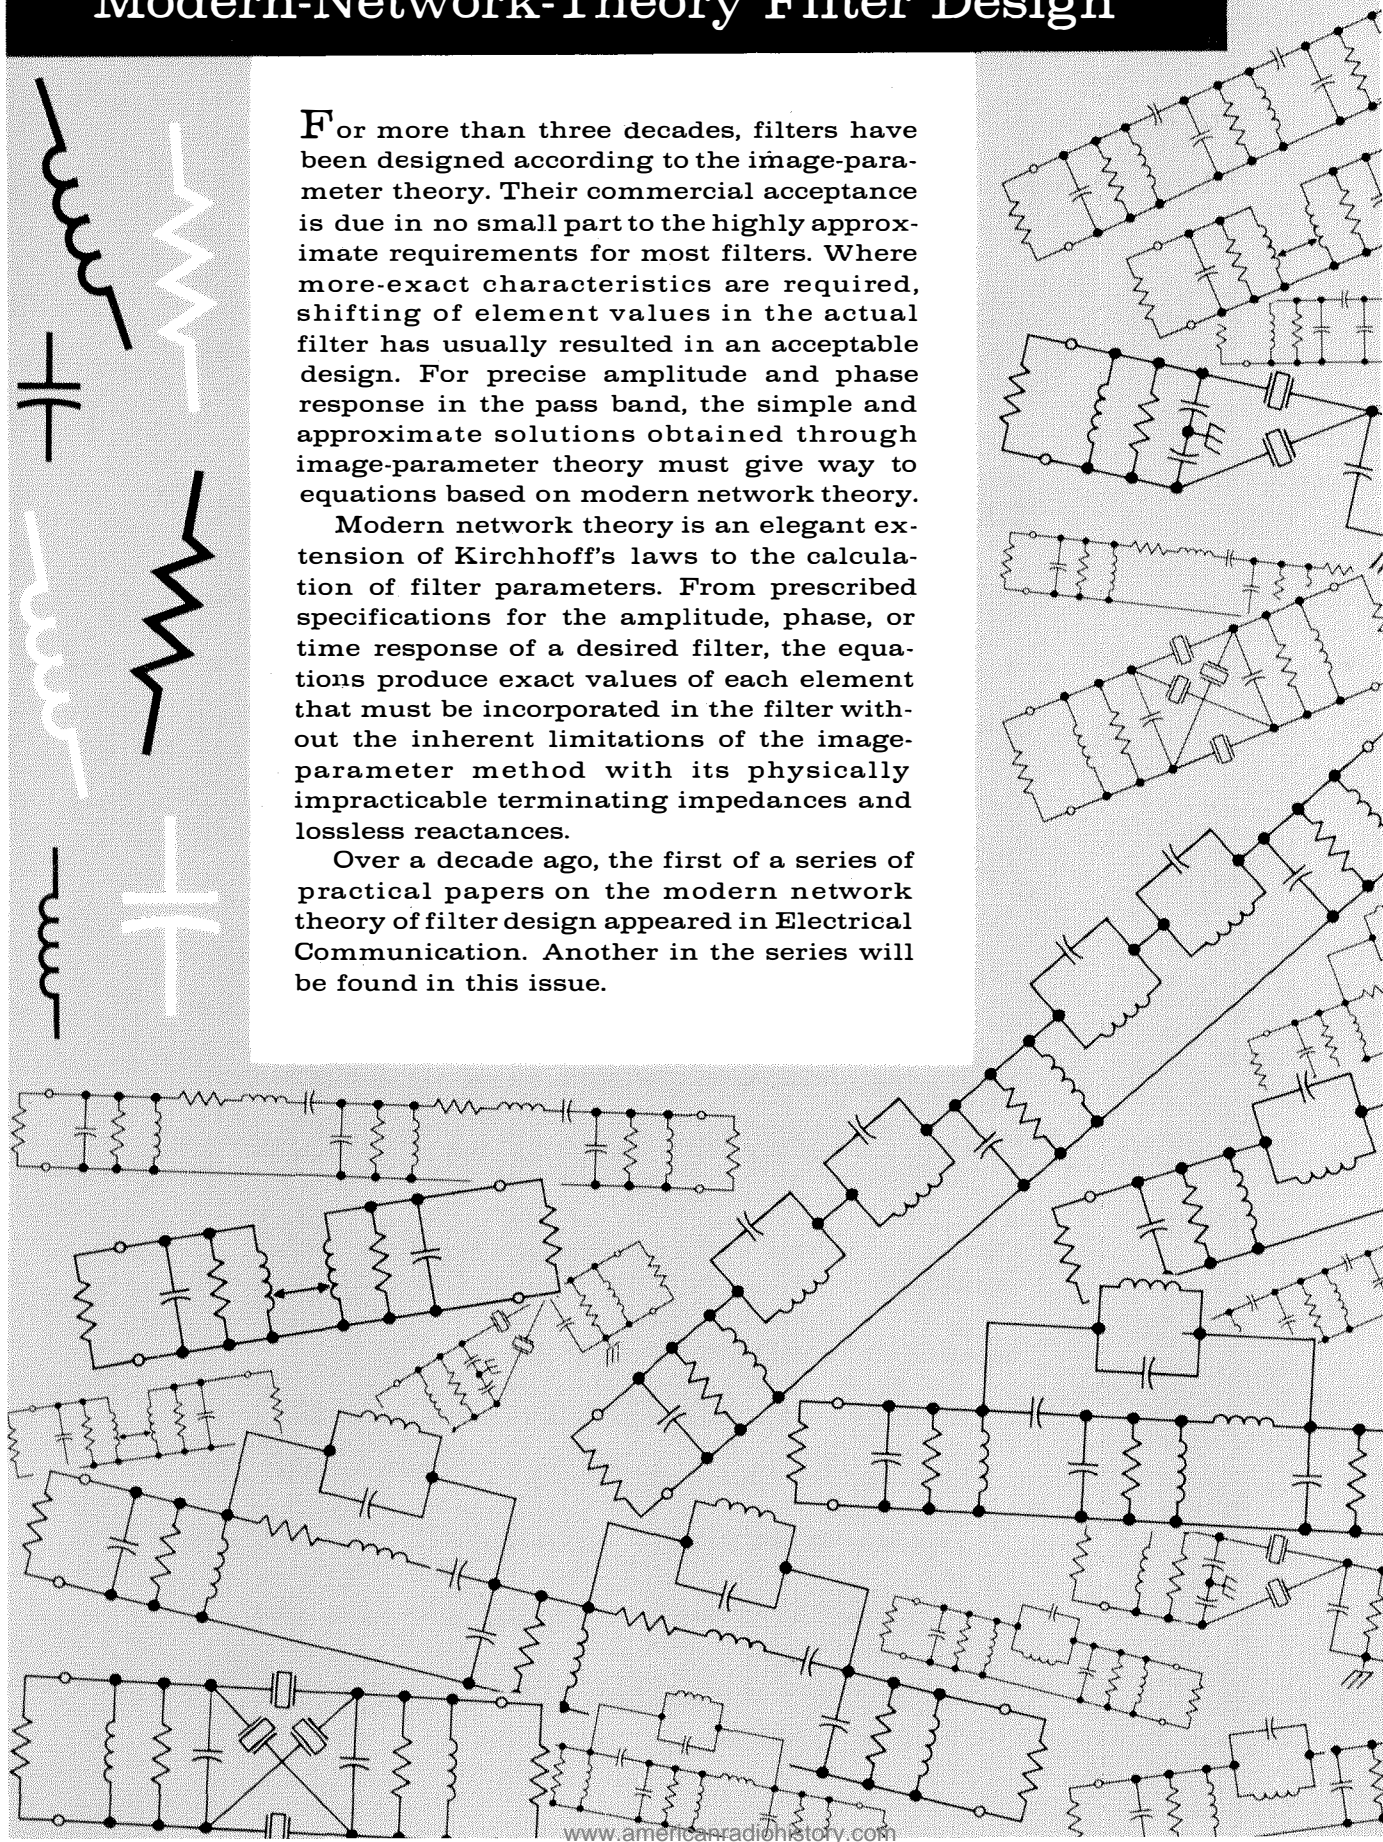 Modern-Network-Theory Filter Design
For more than three decades, filters have
been designed according to the image-para-
meter theory. Their commercial acceptance
is due in no small part to the highly approx-
imate requirements for most filters. Where
more-exact characteristics are required,
shifting of element values in the actual
filter has usually resulted in an acceptable
design. For precise amplitude and phase
response in the pass band, the simple and
approximate solutions obtained through
image-parameter theory must give way to
equations based on modern network theory.
Modern network theory is an elegant ex-
tension of Kirchhoff's laws to the calcula-
tion of filter parameters. From prescribed
specifications for the amplitude, phase, or
time response of a desired filter, the equa-
tions produce exact values of each element
that must be incorporated in the filter with-
out the inherent limitations of the image-
parameter method with its physically
impracticable terminating impedances and
lossless reactances.
Over a decade ago, the first of a series of
practical papers on the modern network
theory of filter design appeared in Electrical
Communication. Another in the series will
be found in this issue.
www.americanradiohistory.com